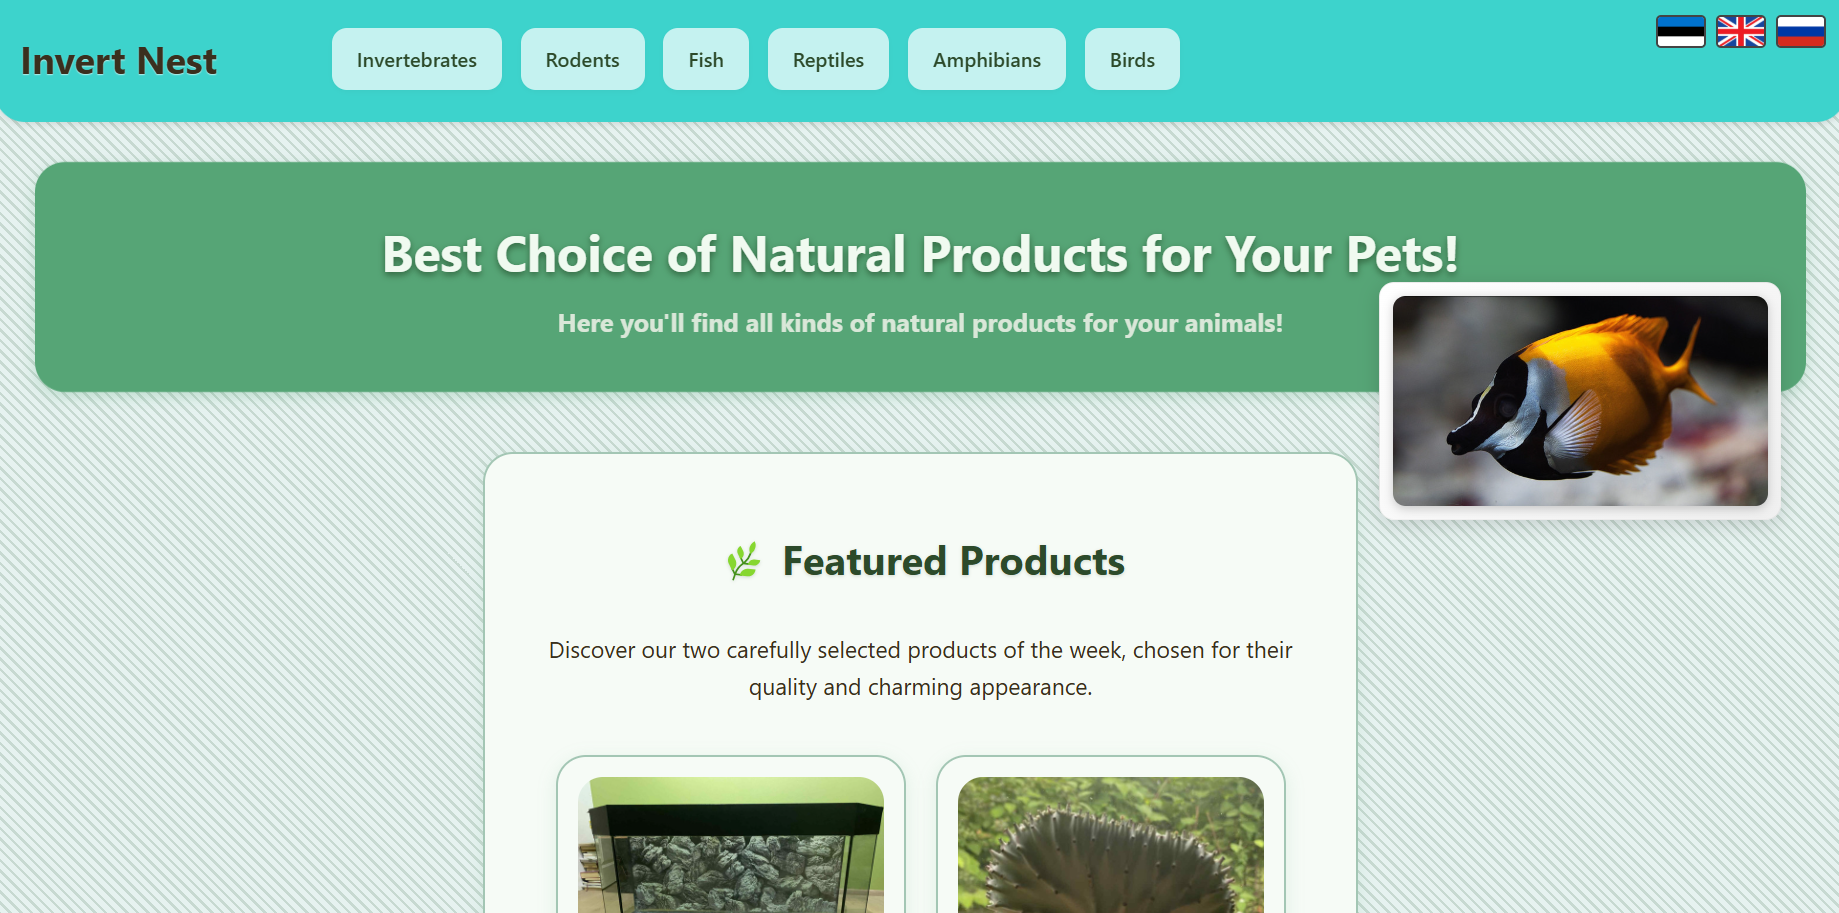 Invert Nest
Invertebrates
Rodents
Fish
Reptiles
Amphibians
Birds
Best Choice of Natural Products for Your Pets!
Here you'll find all kinds of natural products for your animals!
Featured Products
Discover our two carefully selected products of the week, chosen for their
quality and charming appearance.